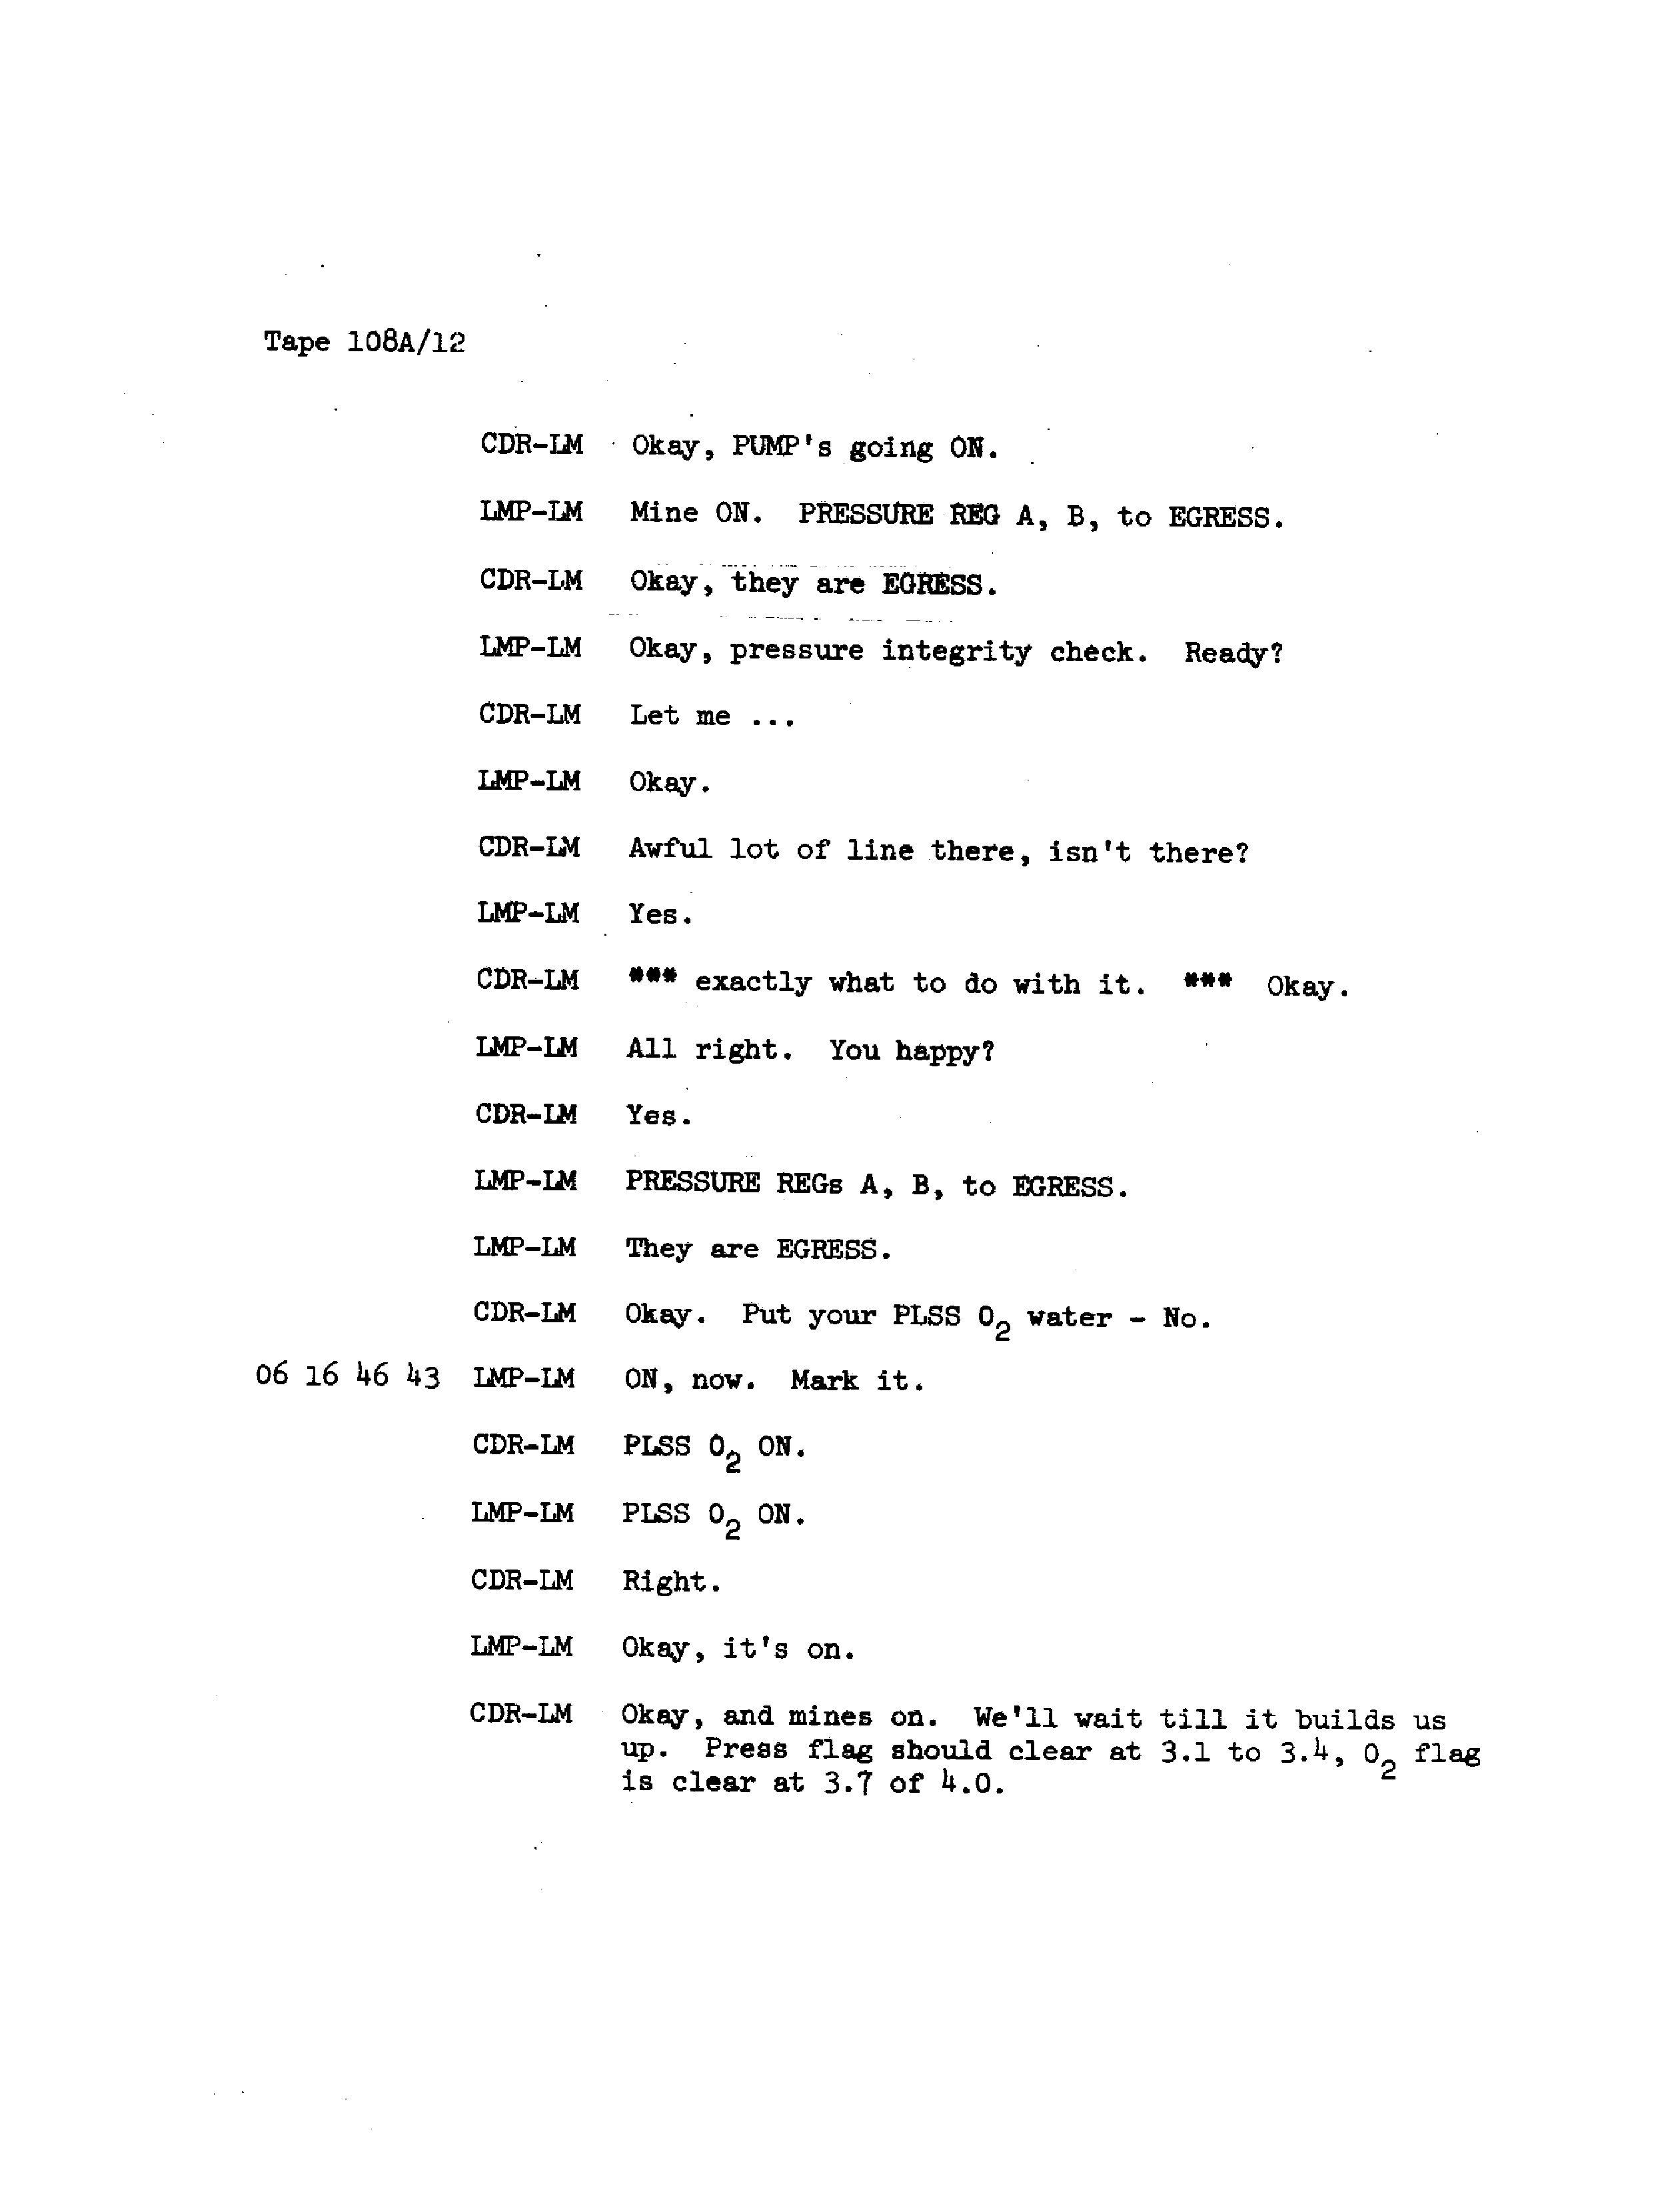 Tape 108A/12
CDR-LM Okay, PUMP's going ON.
LMP-LM Mine ON. PRESSURE REG A, B, to EGRESS.
CDR-LM Okay, they are EGRESS.
LMP-LM Okay, pressure integrity check. Ready?
CDR-LM Let me ...
LMP-LM Okay.
CDR-LM Awful lot of line there, isn't there?
LMP-LM Yes.
CDR-LM *** exactly what to do with it. *** Okay.
LMP-LM All right. You happy?
CDR-LM Yes.
LMP-LM PRESSURE REGs A, B, to EGRESS.
LMP-LM They are EGRESS.
CDR-LM Okay. Put your PLSS O₂ water - No.
06 16 46 43 LMP-LM ON, now. Mark it.
CDR-LM PLSS O₂ ON.
LMP-LM PLSS O₂ ON.
CDR-LM Right.
LMP-LM Okay, it's on.
CDR-LM Okay, and mines on. We'll wait till it builds us
up. Press flag should clear at 3.1 to 3.4, O₂ flag
is clear at 3.7 of 4.0.